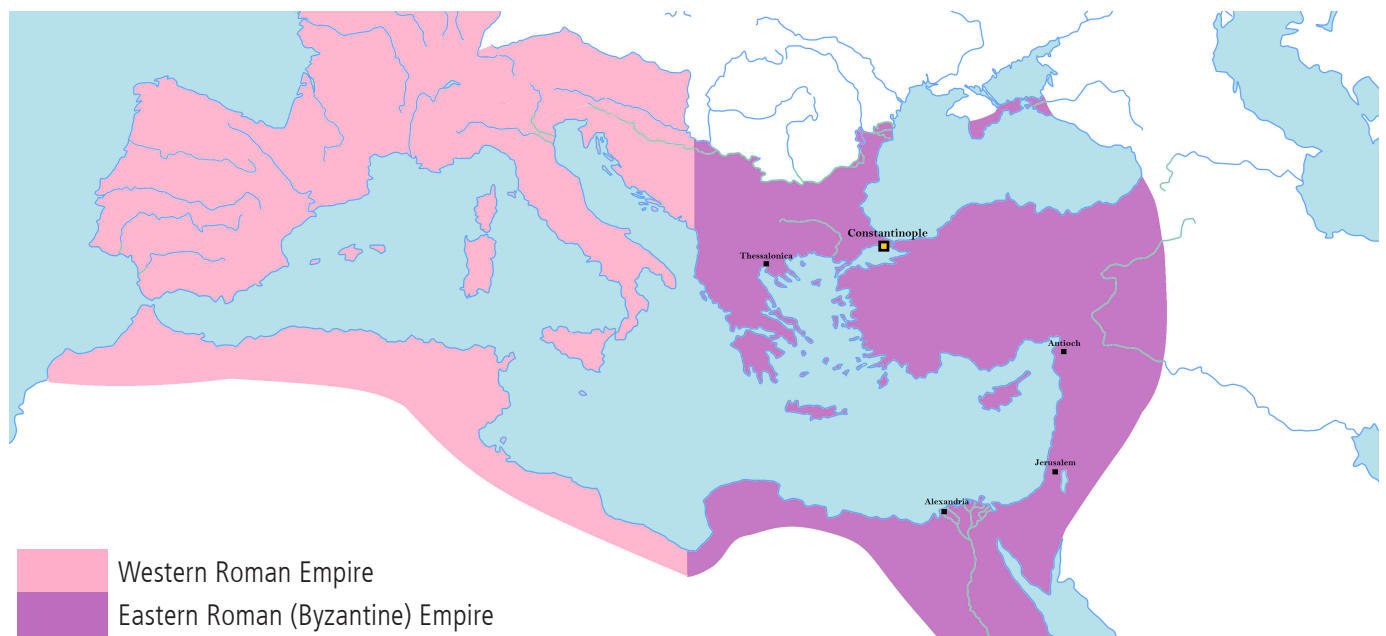 Constantinople
Thessalonica
Antioch
Jerusalem
Alexandria
Western Roman Empire
Eastern Roman (Byzantine) Empire